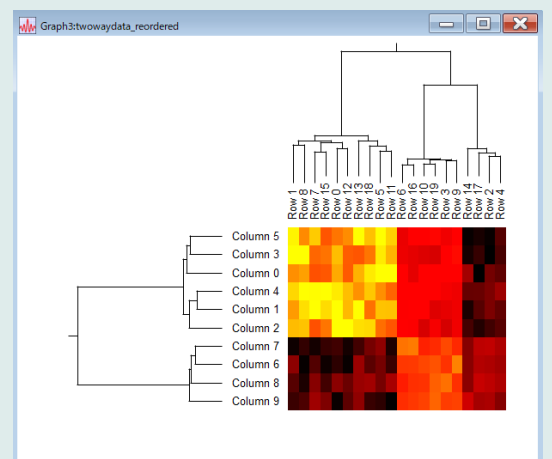 Graph3:twowaydata_reordered
Row 1
Row 8
Row 7
Row 15
Row 0
Row 12
Row 13
Row 18
Row 5
Row 11
Row 6
Row 16
Row 10
Row 19
Row 3
Row 9
Row 14
Row 17
Row 2
Row 4
Column 5
Column 3
Column 0
Column 4
Column 1
Column 2
Column 7
Column 6
Column 8
Column 9